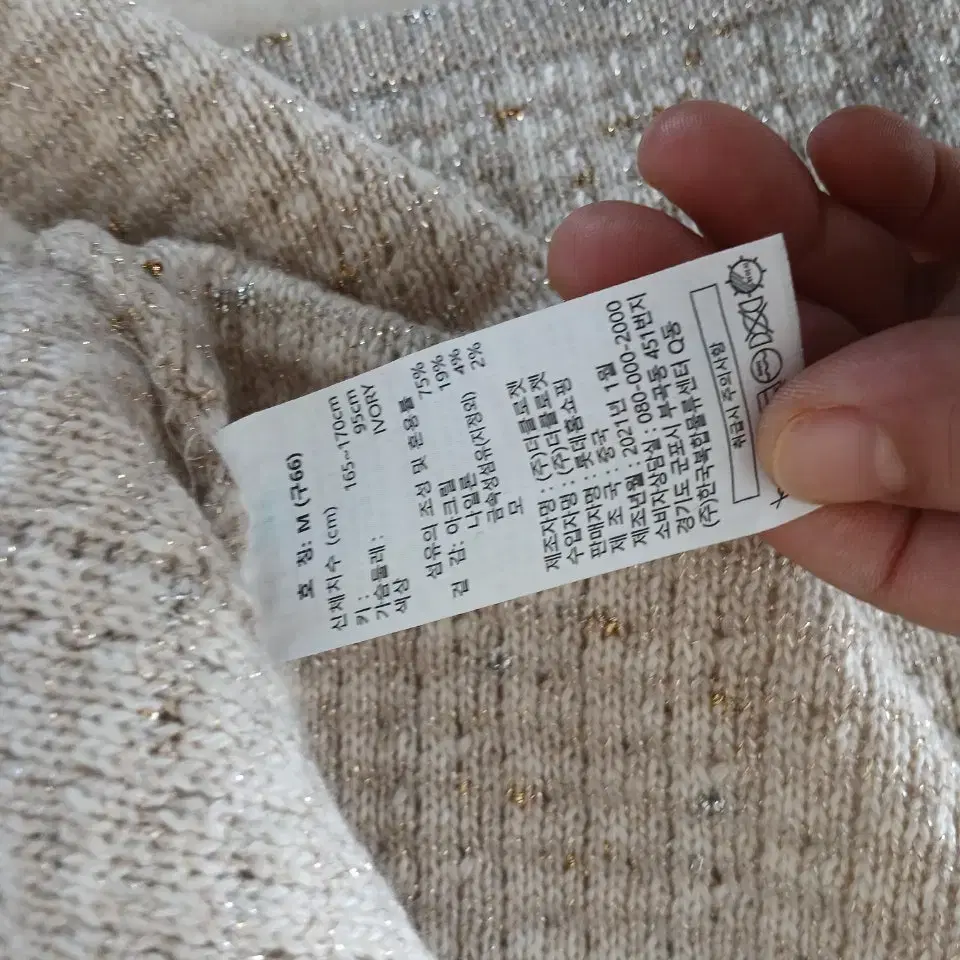 호 칭: M (구66)
신체치수 (cm)
키 : 165~170cm
가슴둘레 : 95cm
색상 IVORY
섬유의 조성 및 혼용률
겉 감: 아크릴 75%
나일론 19%
금속성섬유(지정외) 4%
모 2%
제조자명 : (주)더클로젯
수입자명 : (주)더클로젯
판매자명 : 롯데홈쇼핑
제 조 국 : 중국
제조년월 : 2021년 1월
소비자상담실 : 080-000-2000
경기도 군포시 부곡동 451번지
(주)한국복합물류센터 Q동
취급시 주의사항